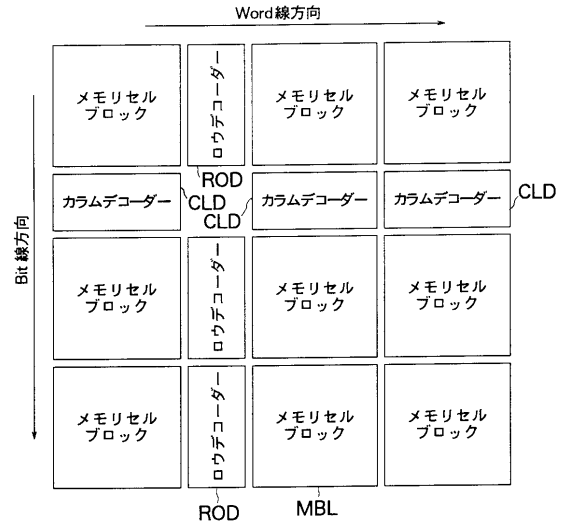 Word線方向
Bit線方向
メモリセル
ブロック
ロウデコーダー
メモリセル
ブロック
メモリセル
ブロック
ROD
カラムデコーダー
CLD
CLD
カラムデコーダー
カラムデコーダー
CLD
メモリセル
ブロック
ロウデコーダー
メモリセル
ブロック
メモリセル
ブロック
メモリセル
ブロック
ロウデコーダー
メモリセル
ブロック
メモリセル
ブロック
ROD
MBL